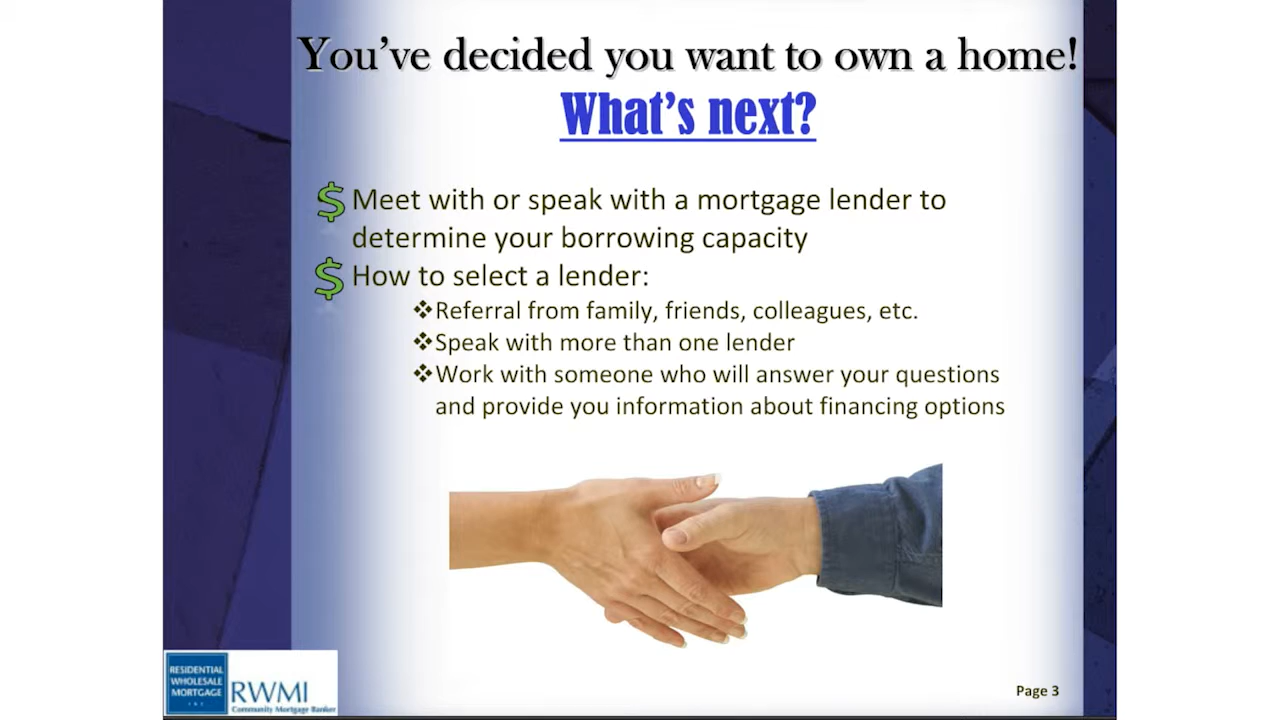 You've decided you want to own a home!
What's next?
$ Meet with or speak with a mortgage lender to
determine your borrowing capacity
$ How to select a lender:
❖Referral from family, friends, colleagues, etc.
❖Speak with more than one lender
❖Work with someone who will answer your questions
and provide you information about financing options
RESIDENTIAL
WHOLESALE
MORTGAGE
RWMI
Community Mortgage Banker
Page 3